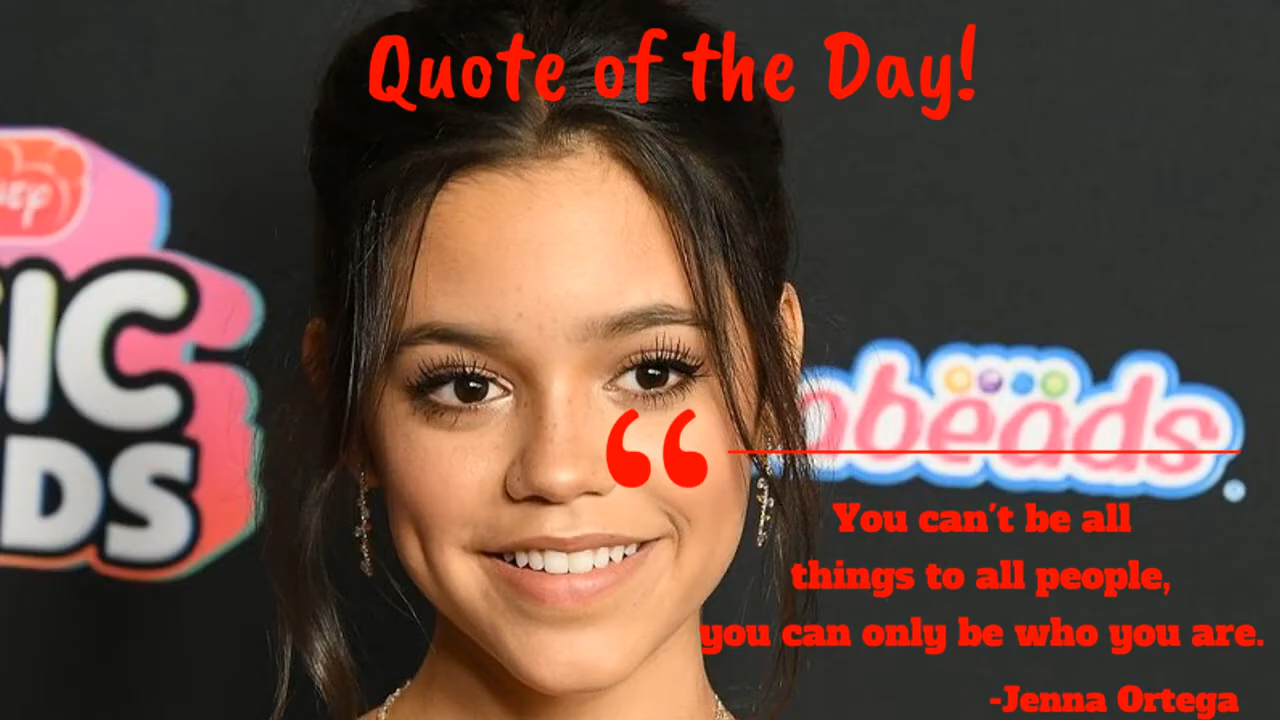 Quote of the Day!
SIC
DS
abeads
“
You can't be all
things to all people,
you can only be who you are.
-Jenna Ortega